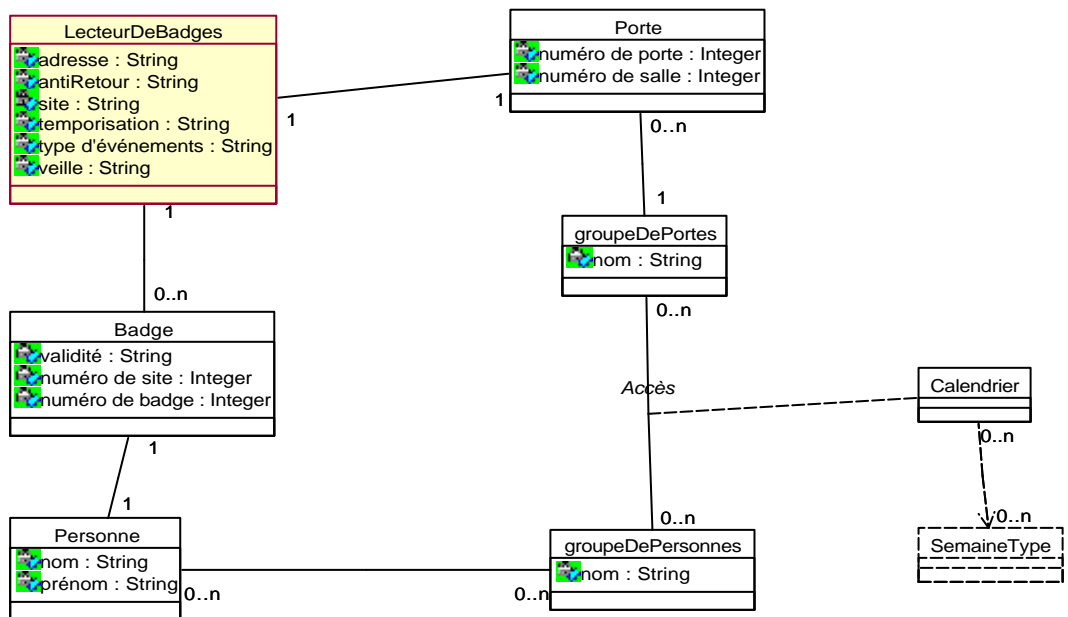 LecteurDeBadges
adresse : String
antiRetour : String
site : String
temporisation : String
type d'événements : String
veille : String
1
1
Porte
numéro de porte : Integer
numéro de salle : Integer
1
0..n
1
groupeDePortes
nom : String
0..n
0..n
Badge
validité : String
numéro de site : Integer
numéro de badge : Integer
1
Accès
Calendrier
0..n
1
Personne
nom : String
prénom : String
0..n
0..n
0..n
groupeDePersonnes
nom : String
0..n
SemaineType